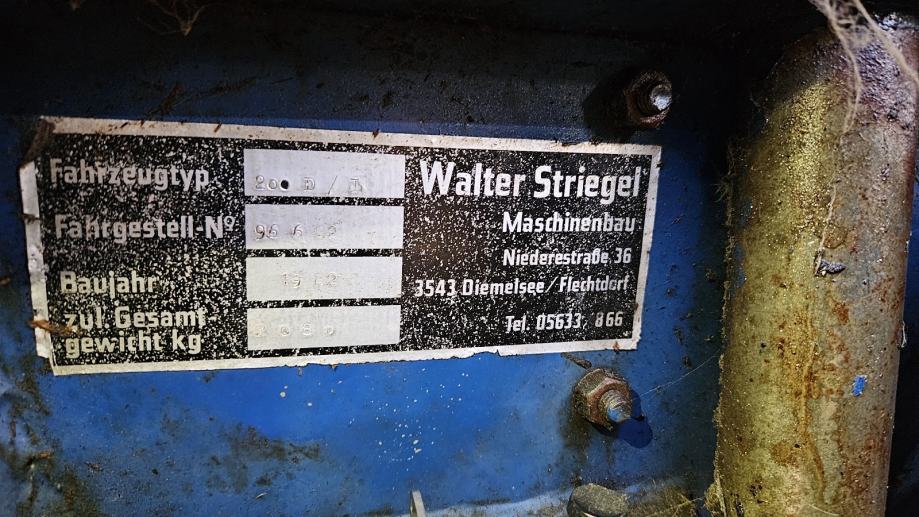 Fahrzeugtyp
Fahrgestell-Nº
Baujahr
zul. Gesamt-
gewicht kg
Walter Striegel
Maschinenbau
Niederestraße 36
3543 Diemelsee/Flechtdorf
Tel. 05633/866